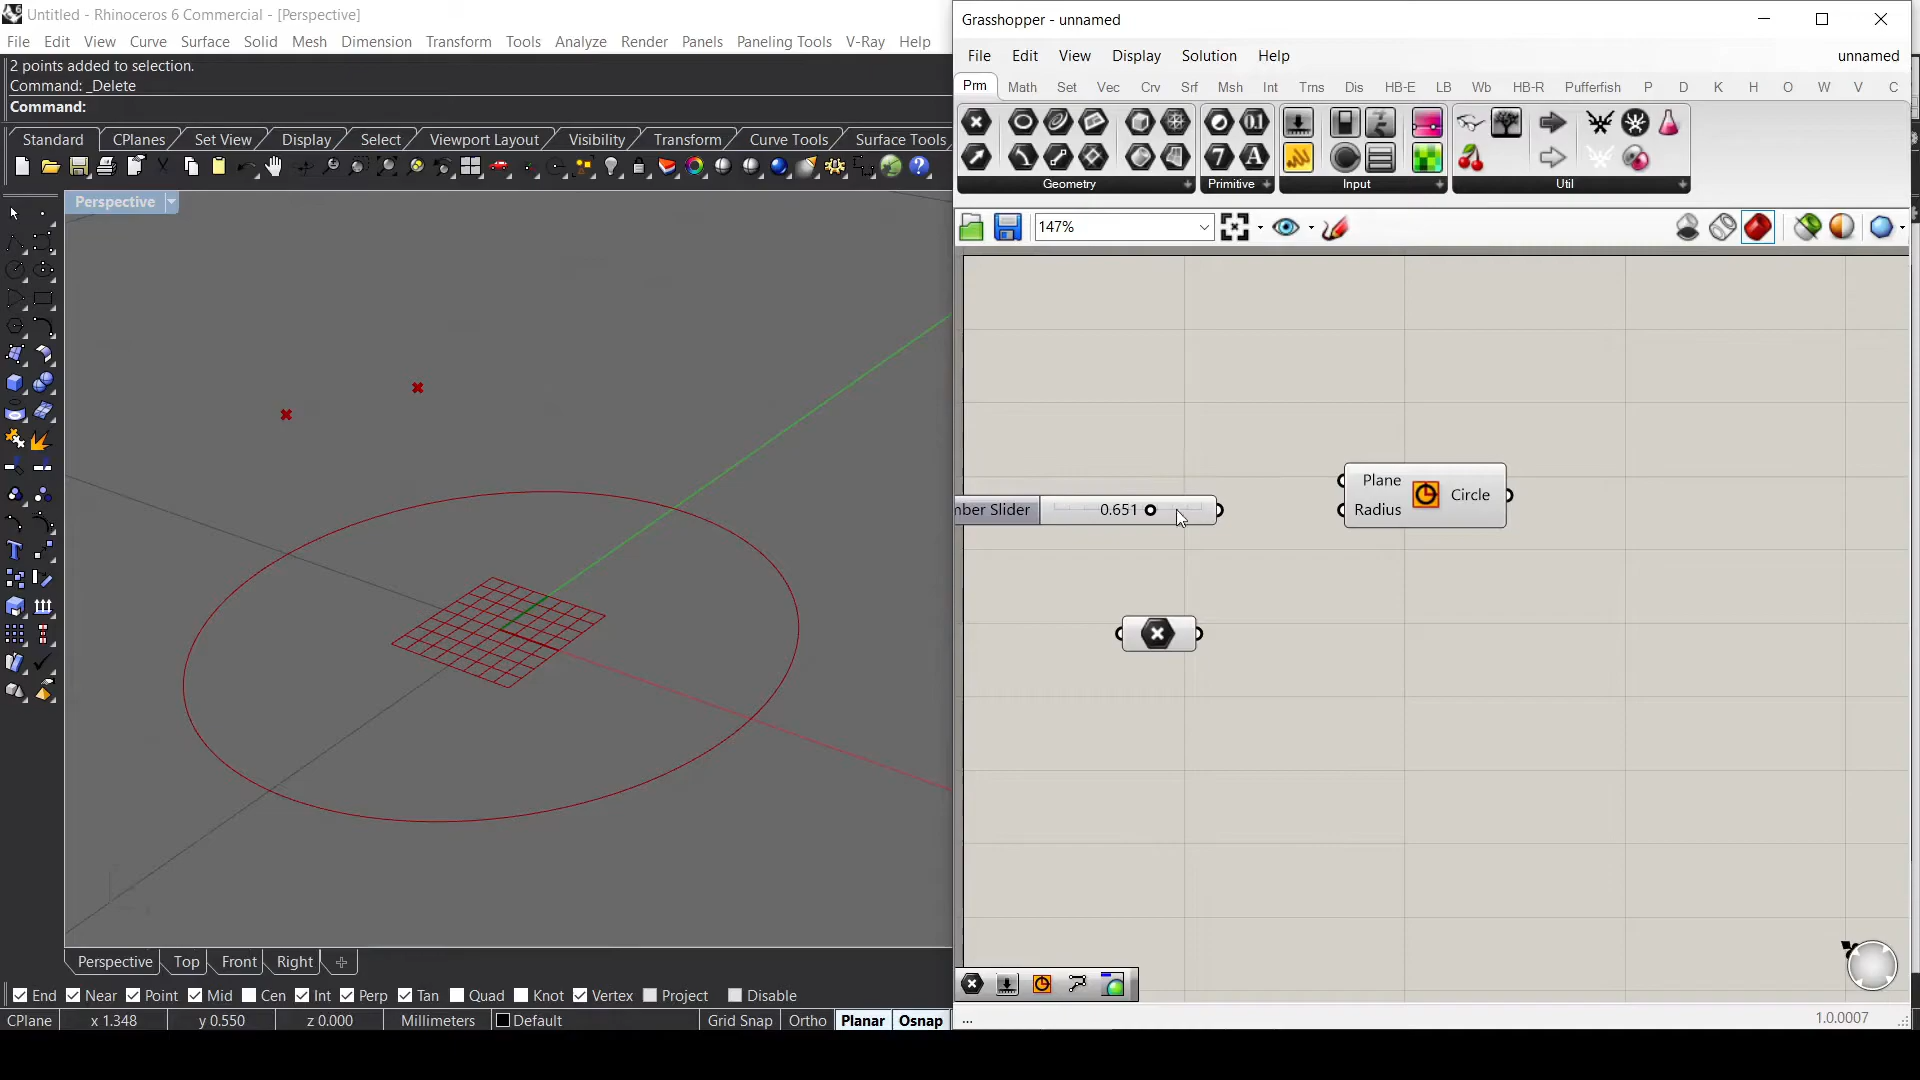 Untitled - Rhinoceros 6 Commercial - [Perspective]
File Edit View Curve Surface Solid Mesh Dimension Transform Tools Analyze Render Panels Paneling Tools V-Ray Help
2 points added to selection.
Command: _Delete
Command:
Standard CPlanes Set View Display Select Viewport Layout Visibility Transform Curve Tools Surface Tools
Perspective
Perspective Top Front Right
End Near Point Mid Cen Int Perp Tan Quad Knot Vertex Project Disable
CPlane x 1.348 y 0.550 z 0.000 Millimeters Default Grid Snap Ortho Planar Osnap
Grasshopper - unnamed
File Edit View Display Solution Help unnamed
Prm Math Set Vec Crv Srf Msh Int Trns Dis HB-E LB Wb HB-R Pufferfish P D K H O W V C
Geometry Primitive Input Util
147%
Plane
Radius
Circle
mber Slider 0.651
... 1.0.0007